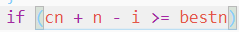 if (cn + n - i >= bestn)